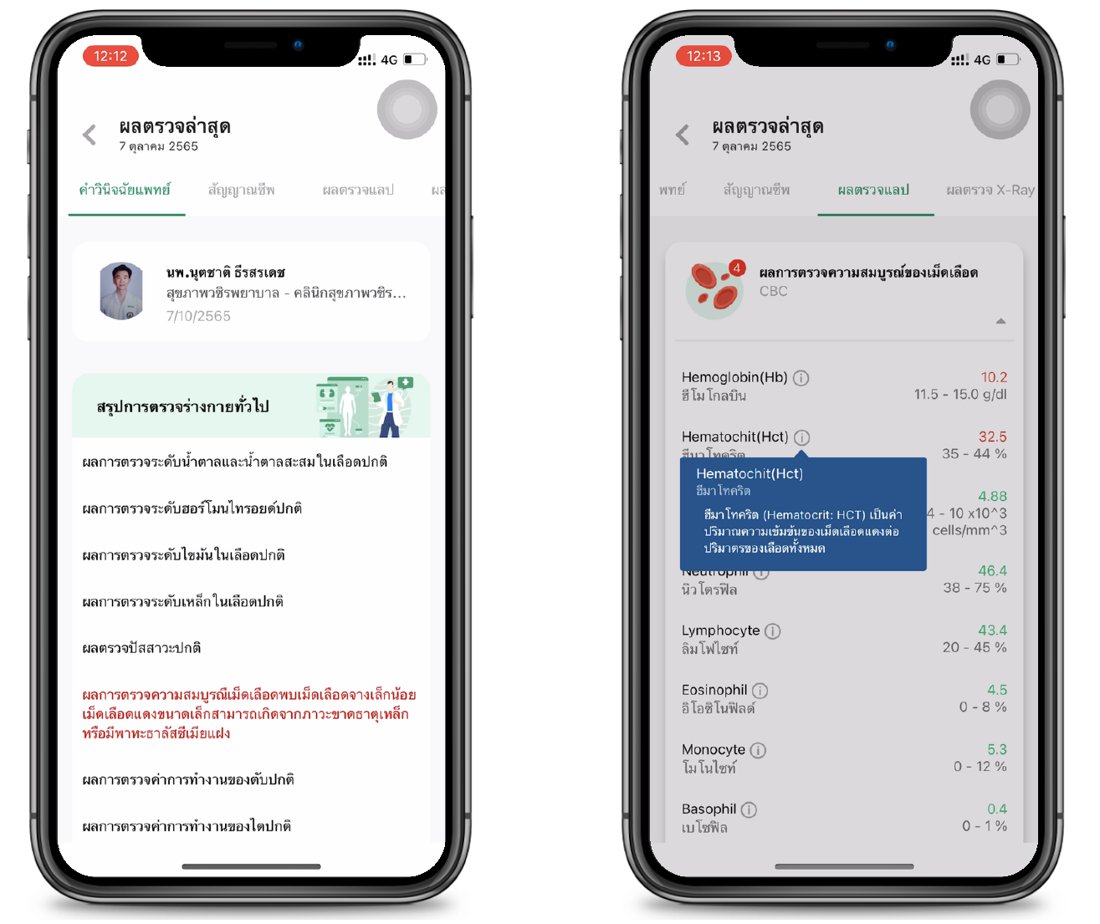 12:12
4G
ผลตรวจล่าสุด
7 ตุลาคม 2565
คำวินิจฉัยแพทย์ สัญญาณชีพ ผลตรวจแลป ผล
นพ.นุตชาติ ธีรสรเดช
สุขภาพวชิรพยาบาล - คลินิกสุขภาพวชิร...
7/10/2565
สรุปการตรวจร่างกายทั่วไป
ผลการตรวจระดับน้ำตาลและน้ำตาลสะสมในเลือดปกติ
ผลการตรวจระดับฮอร์โมนไทรอยด์ปกติ
ผลการตรวจระดับไขมันในเลือดปกติ
ผลการตรวจระดับเหล็กในเลือดปกติ
ผลตรวจปัสสาวะปกติ
ผลการตรวจความสมบูรณ์เม็ดเลือดพบเม็ดเลือดจางเล็กน้อย
เม็ดเลือดแดงขนาดเล็กสามารถเกิดจากภาวะขาดธาตุเหล็ก
หรือมีพาหะธาลัสซีเมียแฝง
ผลการตรวจค่าการทำงานของตับปกติ
ผลการตรวจค่าการทำงานของไตปกติ
12:13
4G
ผลตรวจล่าสุด
7 ตุลาคม 2565
พทย์ สัญญาณชีพ ผลตรวจแลป ผลตรวจ X-Ray
4
ผลการตรวจความสมบูรณ์ของเม็ดเลือด
CBC
Hemoglobin(Hb) 10.2
ฮีโมโกลบิน 11.5 - 15.0 g/dl
Hematochit(Hct) 32.5
ฮีมาโทคริต 35 - 44 %
Hematochit(Hct)
ฮีมาโทคริต
ฮีมาโทคริต (Hematocrit: HCT) เป็นค่า
ปริมาณความเข้มข้นของเม็ดเลือดแดงต่อ
ปริมาตรของเลือดทั้งหมด
4.88
4 - 10 x10^3
cells/mm^3
Neutrophil 46.4
นิวโตรฟิล 38 - 75 %
Lymphocyte 43.4
ลิมโฟไซท์ 20 - 45 %
Eosinophil 4.5
อิโอซิโนฟิลด์ 0 - 8 %
Monocyte 5.3
โมโนไซท์ 0 - 12 %
Basophil 0.4
เบโซฟิล 0 - 1 %